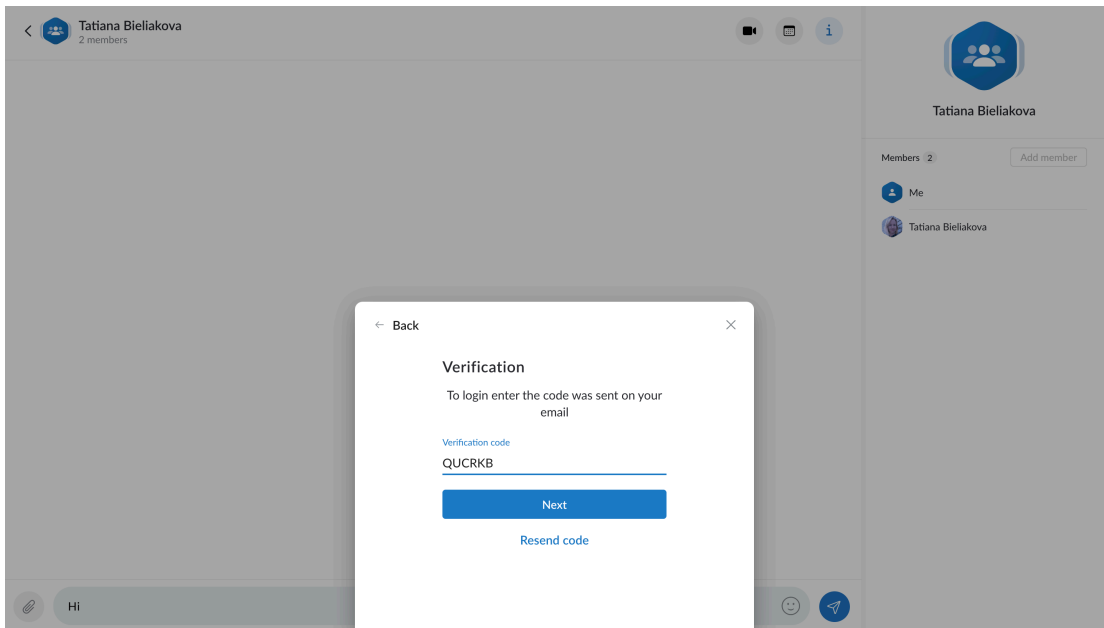 Tatiana Bieliakova
2 members
i
Tatiana Bieliakova
Members 2
Add member
Me
Tatiana Bieliakova
← Back
Verification
To login enter the code was sent on your
email
Verification code
QUCRKB
Next
Resend code
Hi